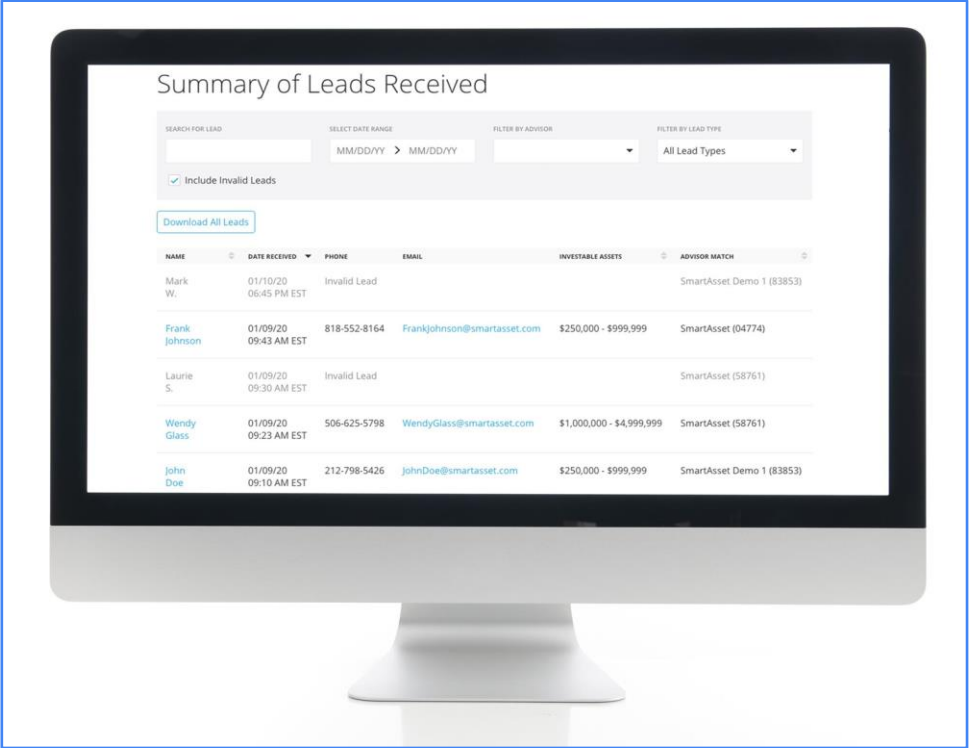 Summary of Leads Received
SEARCH FOR LEAD SELECT DATE RANGE FILTER BY ADVISOR FILTER BY LEAD TYPE
MM/DD/YY > MM/DD/YY All Lead Types
Include Invalid Leads
Download All Leads
NAME DATE RECEIVED PHONE EMAIL INVESTABLE ASSETS ADVISOR MATCH
Mark 01/10/20 Invalid Lead SmartAsset Demo 1 (83853)
W. 06:45 PM EST
Frank 01/09/20 818-552-8164 FrankJohnson@smartasset.com $250,000 - $999,999 SmartAsset (04774)
Johnson 09:43 AM EST
Laurie 01/09/20 Invalid Lead SmartAsset (58761)
S. 09:30 AM EST
Wendy 01/09/20 506-625-5798 WendyGlass@smartasset.com $1,000,000 - $4,999,999 SmartAsset (58761)
Glass 09:23 AM EST
John 01/09/20 212-798-5426 JohnDoe@smartasset.com $250,000 - $999,999 SmartAsset Demo 1 (83853)
Doe 09:10 AM EST